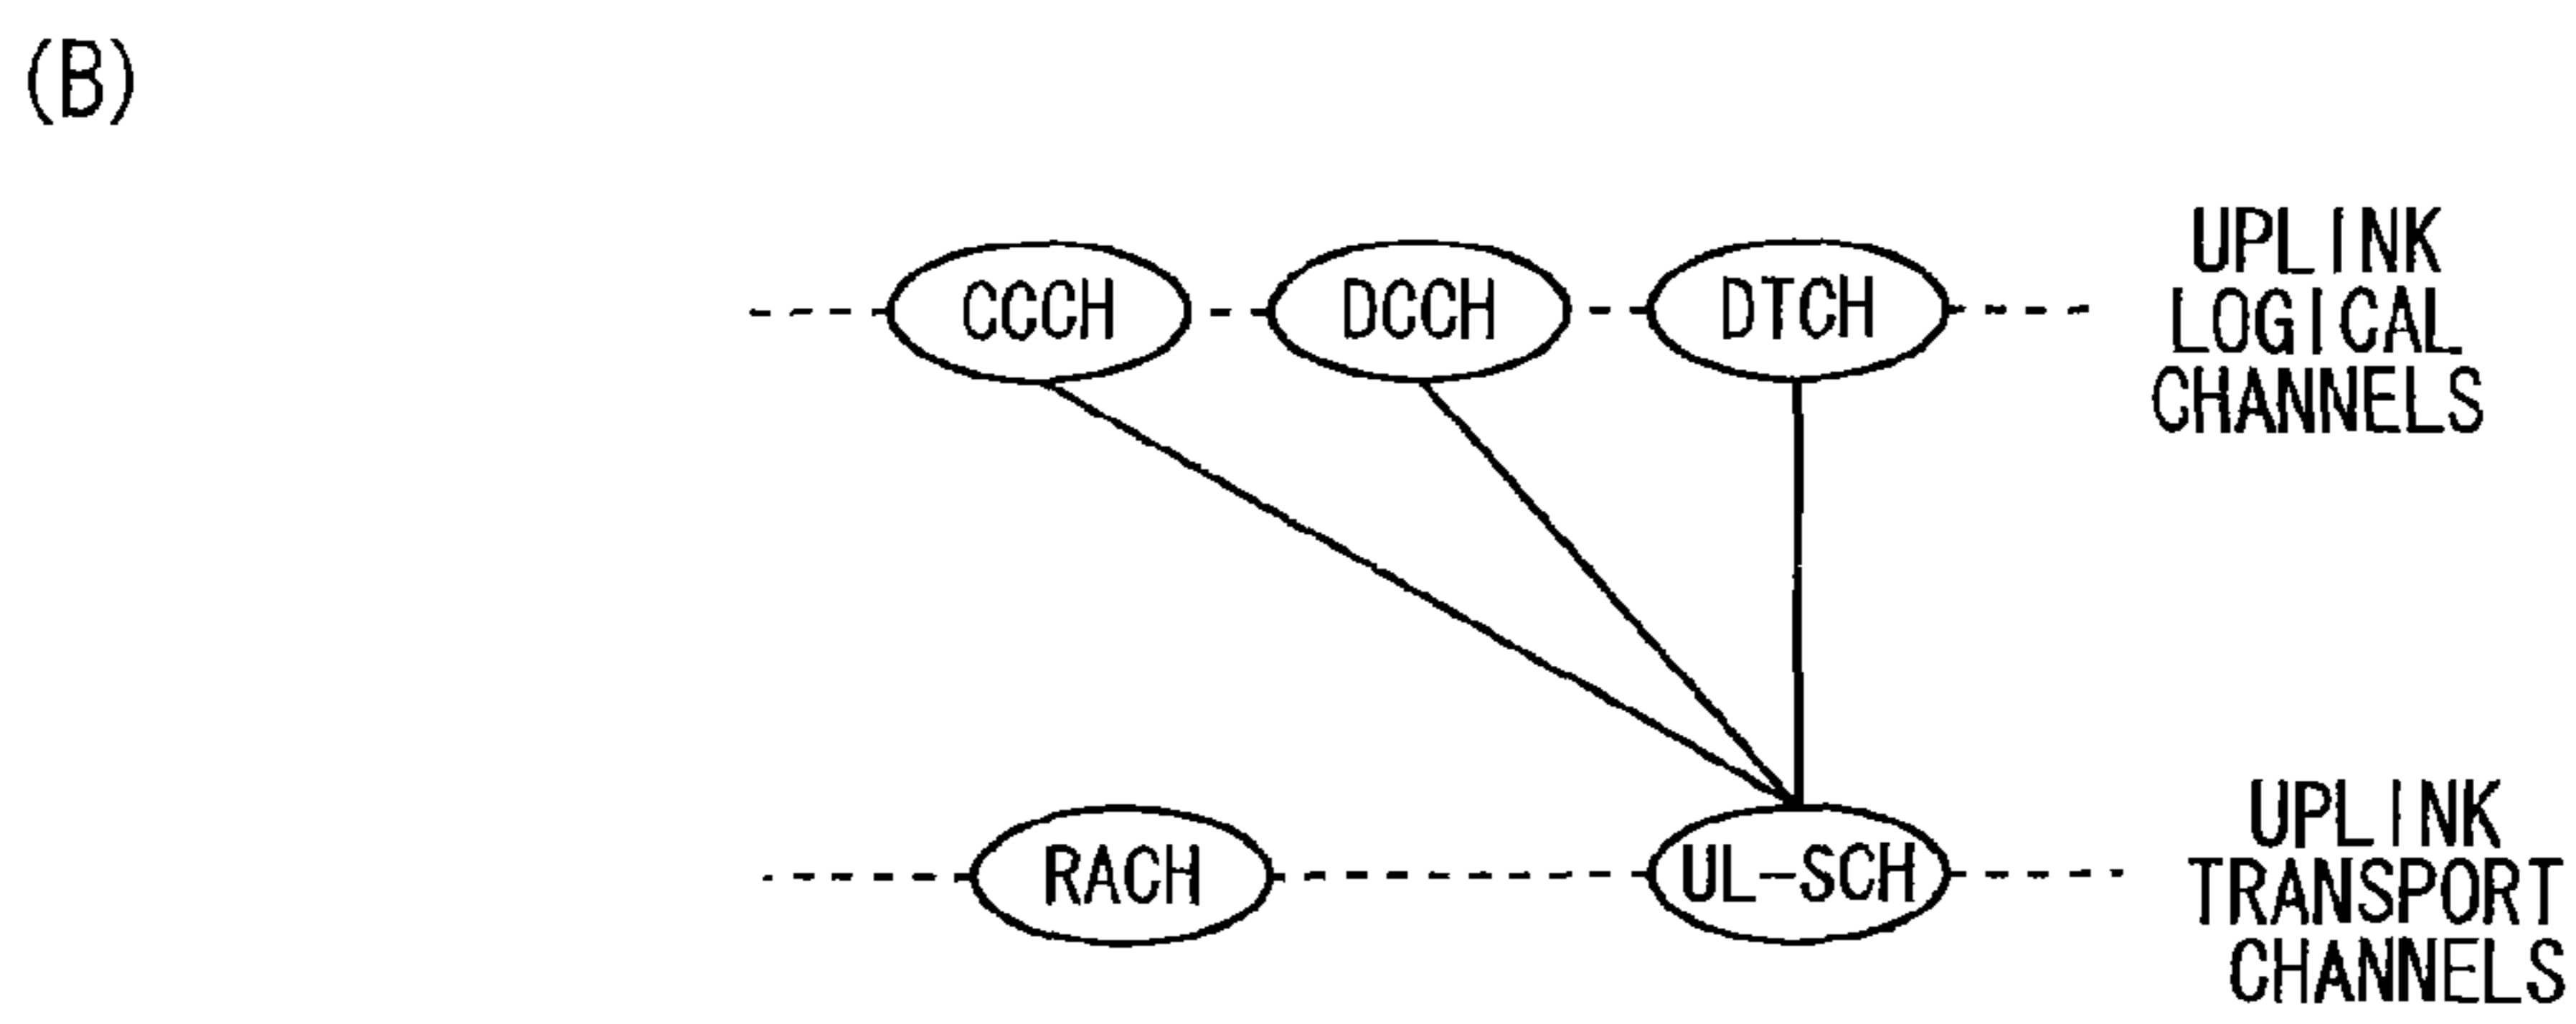 (B)
CCCH DCCH DTCH
UPLINK
LOGICAL
CHANNELS
RACH UL-SCH
UPLINK
TRANSPORT
CHANNELS